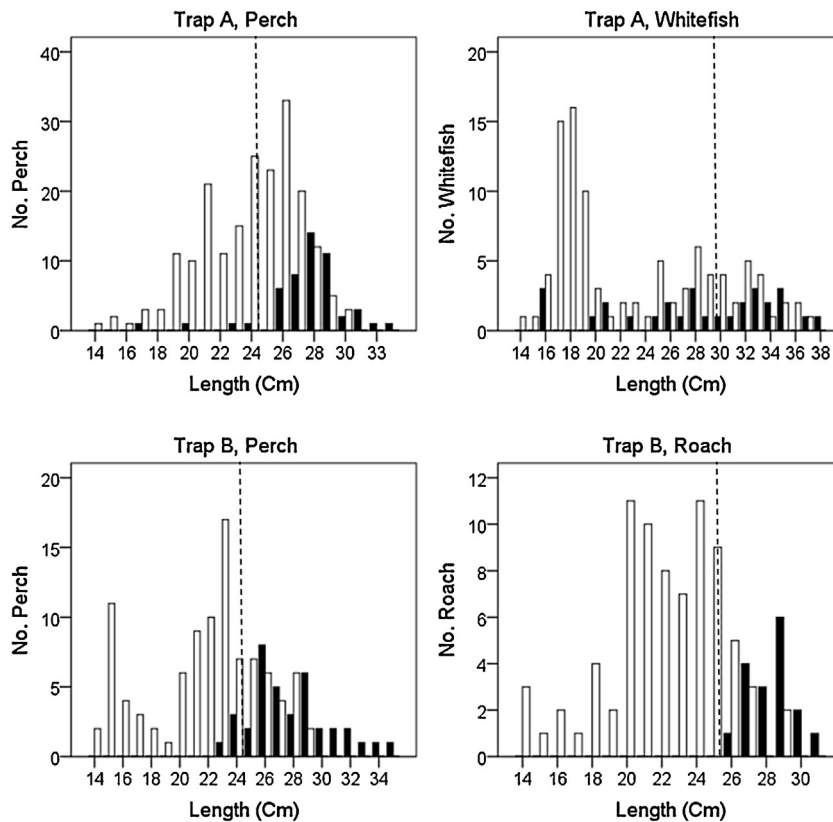 Trap A, Perch
40
30
20
10
0
No. Perch
14 16 20 22 24 26 28 30 33
Length (Cm)
Trap A, Whitefish
20
15
10
5
0
No. Whitefish
14 16 18 20 22 24 26 28 30 32 34 36 38
Length (Cm)
Trap B, Perch
20
15
10
5
0
No. Perch
14 16 18 20 22 24 26 28 30 32 34
Length (Cm)
Trap B, Roach
12
10
8
6
4
2
0
No. Roach
14 16 18 20 22 24 26 28 30
Length (Cm)